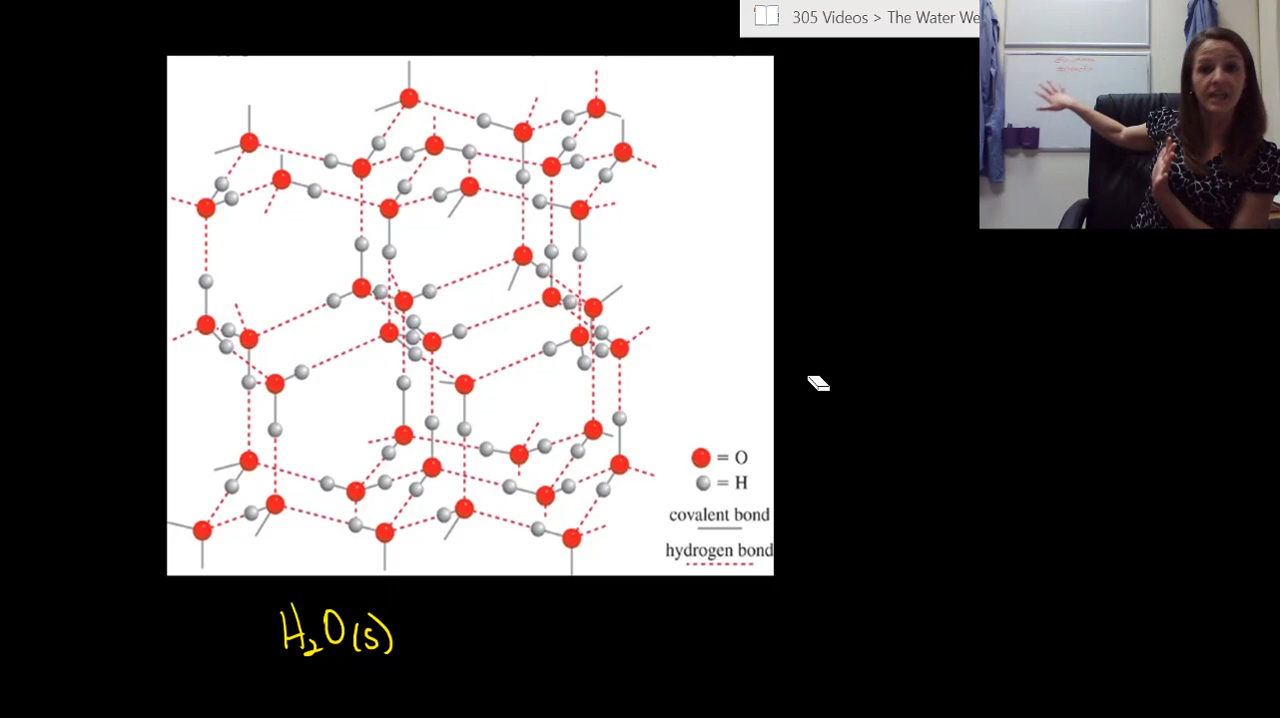 305 Videos > The Water We
= O
= H
covalent bond
hydrogen bond
H₂O(s)